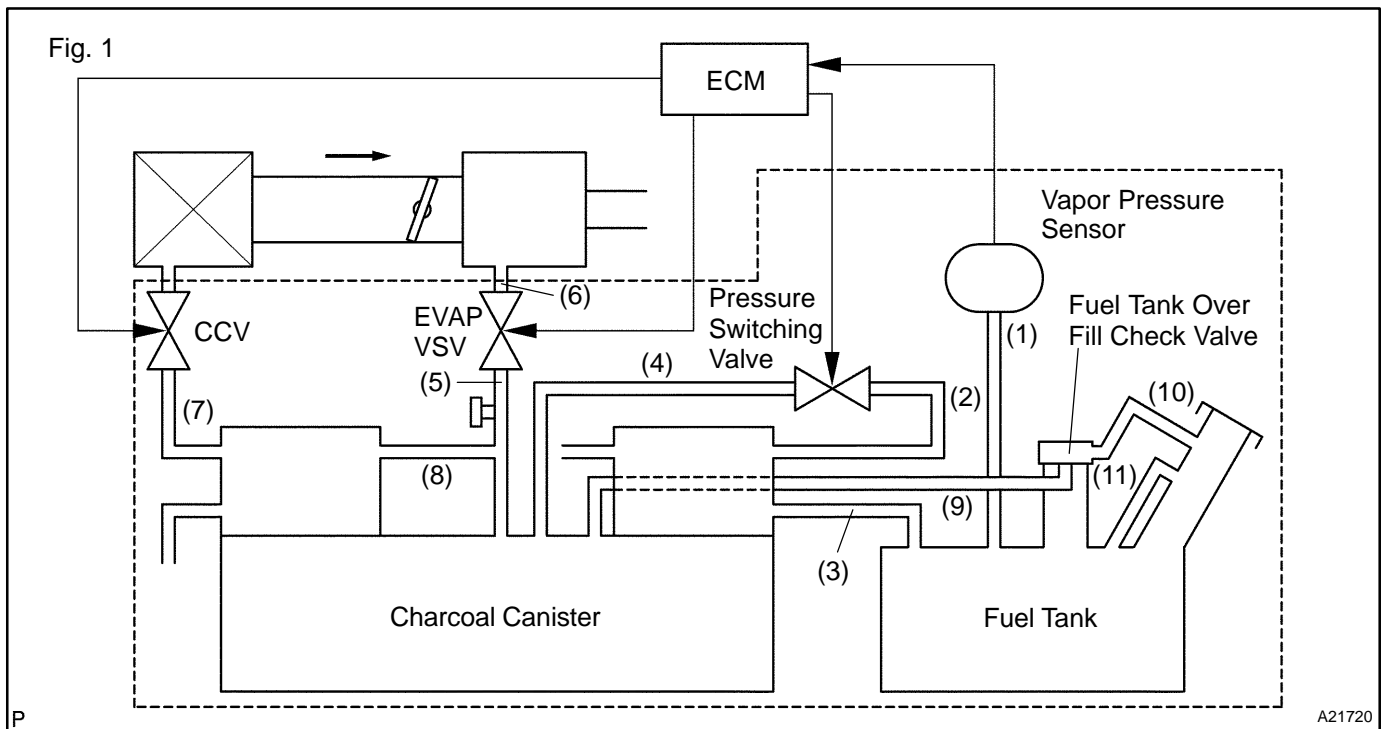 Fig. 1
ECM
Vapor Pressure
Sensor
(6)
Pressure
Switching
Valve
Fuel Tank Over
Fill Check Valve
CCV
EVAP
VSV
(1)
(4)
(5)
(2)
(10)
(7)
(8)
(11)
(9)
(3)
Charcoal Canister
Fuel Tank
P
A21720